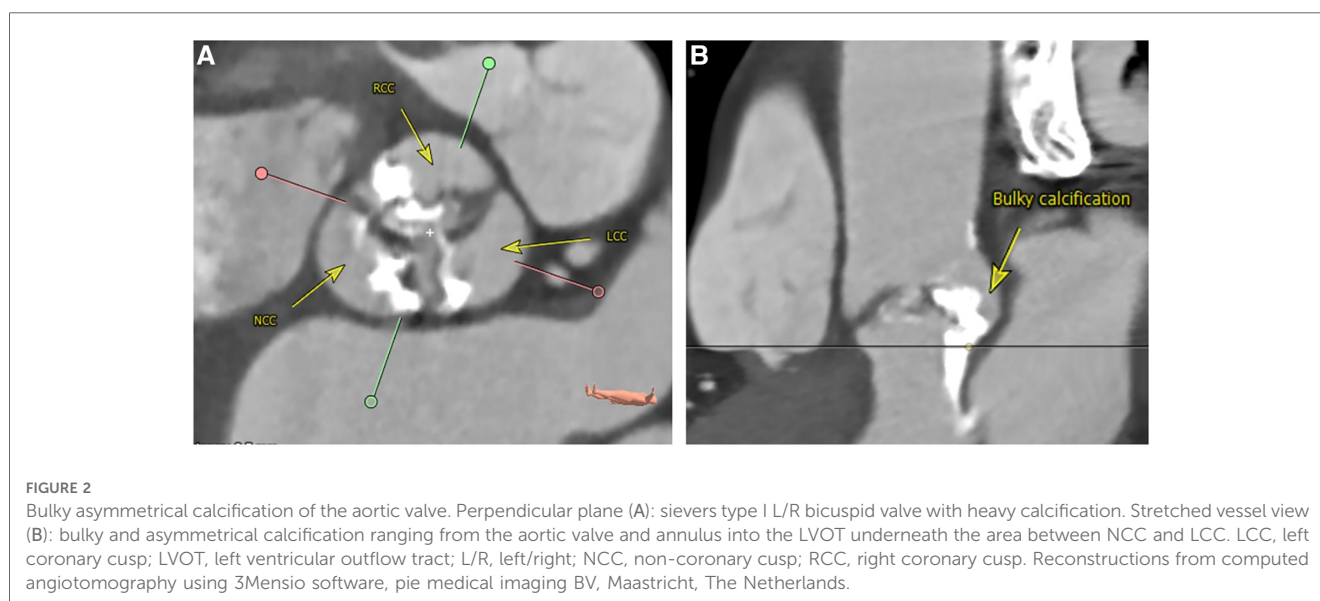 A
B
RCC
LCC
NCC
Bulky calcification
FIGURE 2
Bulky asymmetrical calcification of the aortic valve. Perpendicular plane (A): sievers type I L/R bicuspid valve with heavy calcification. Stretched vessel view
(B): bulky and asymmetrical calcification ranging from the aortic valve and annulus into the LVOT underneath the area between NCC and LCC. LCC, left
coronary cusp; LVOT, left ventricular outflow tract; L/R, left/right; NCC, non-coronary cusp; RCC, right coronary cusp. Reconstructions from computed
angiotomography using 3Mensio software, pie medical imaging BV, Maastricht, The Netherlands.